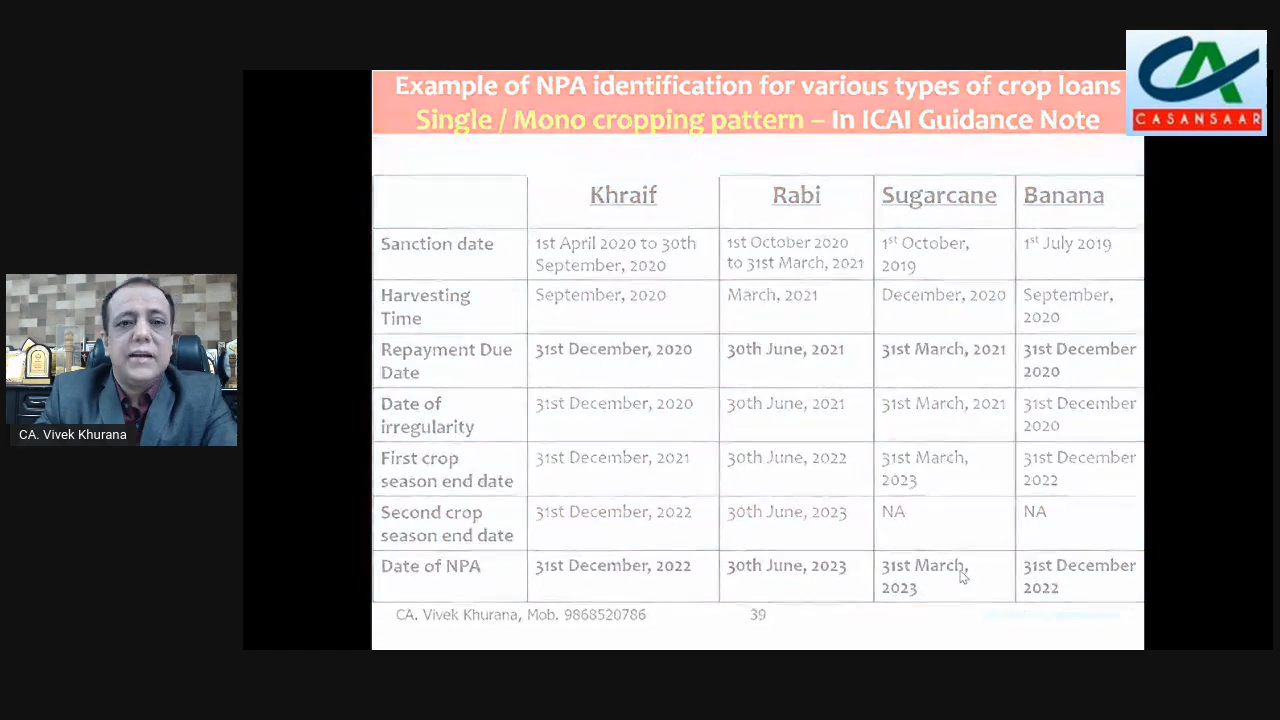 Example of NPA identification for various types of crop loans
Single / Mono cropping pattern – In ICAI Guidance Note
CASANSAAR
Khraif Rabi Sugarcane Banana
Sanction date 1st April 2020 to 30th September, 2020 1st October 2020 to 31st March, 2021 1st October, 2019 1st July 2019
Harvesting Time September, 2020 March, 2021 December, 2020 September, 2020
Repayment Due Date 31st December, 2020 30th June, 2021 31st March, 2021 31st December 2020
Date of irregularity 31st December, 2020 30th June, 2021 31st March, 2021 31st December 2020
First crop season end date 31st December, 2021 30th June, 2022 31st March, 2023 31st December 2022
Second crop season end date 31st December, 2022 30th June, 2023 NA NA
Date of NPA 31st December, 2022 30th June, 2023 31st March, 2023 31st December 2022
CA. Vivek Khurana, Mob. 9868520786 39
CA. Vivek Khurana